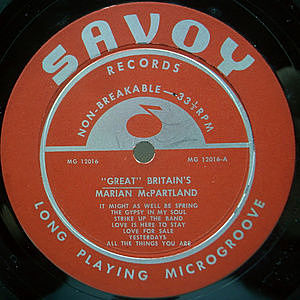 SAVOY
RECORDS
NON-BREAKABLE—33⅓RPM
MG 12016
MG 12016-A
"GREAT" BRITAIN'S
MARIAN McPARTLAND
IT MIGHT AS WELL BE SPRING
THE GYPSY IN MY SOUL
STRIKE UP THE BAND
LOVE IS HERE TO STAY
LOVE FOR SALE
YESTERDAYS
ALL THE THINGS YOU ARE
LONG PLAYING MICROGROOVE